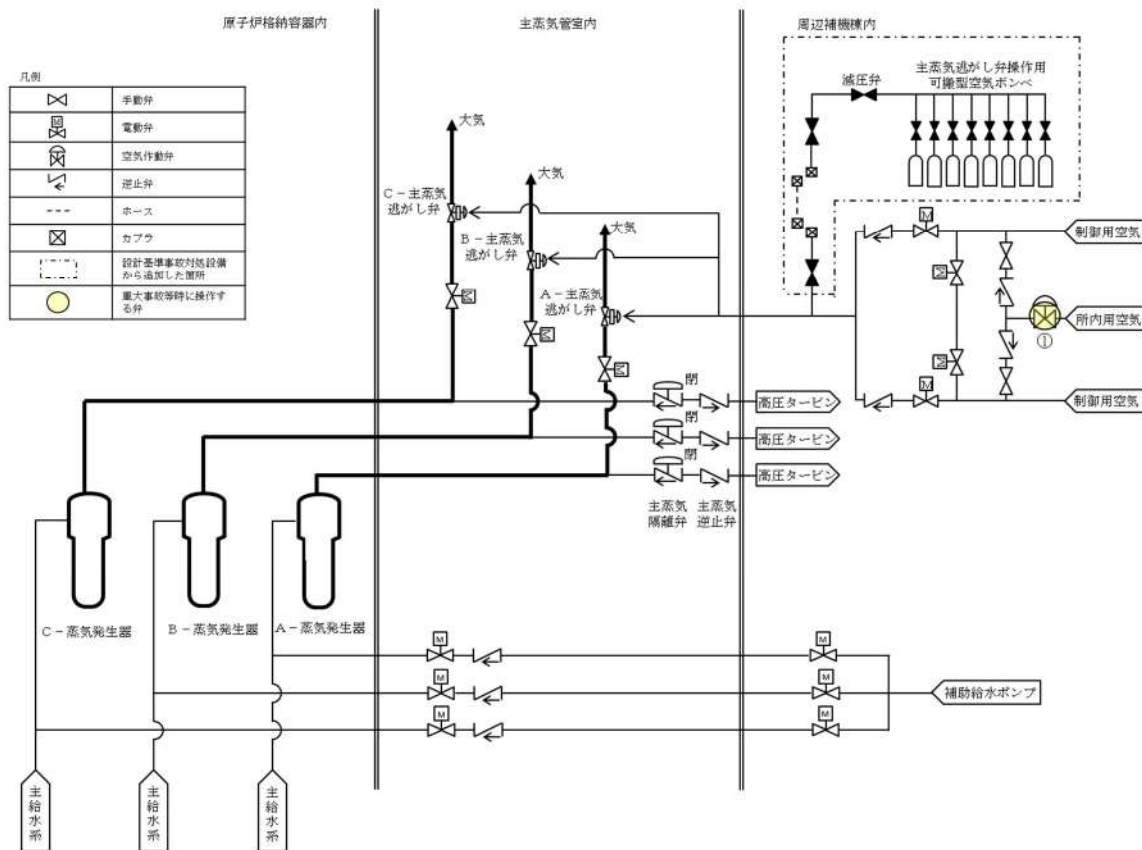 原子炉格納容器内
主蒸気管室内
周辺補機棟内
凡例
手動弁
M
電動弁
空気作動弁
逆止弁
ホース
カプラ
設計基準事故対処設備
から追加した箇所
重大事故等時に操作す
る弁
主蒸気逃がし弁操作用
可搬型空気ボンベ
減圧弁
大気
大気
大気
C-主蒸気
逃がし弁
B-主蒸気
逃がし弁
A-主蒸気
逃がし弁
M
M
M
M
M
M
M
制御用空気
所内用空気
①
制御用空気
閉
高圧タービン
閉
高圧タービン
閉
高圧タービン
主蒸気
隔離弁
主蒸気
逆止弁
C-蒸気発生器
B-蒸気発生器
A-蒸気発生器
M
M
M
M
M
M
補助給水ポンプ
主給水系
主給水系
主給水系